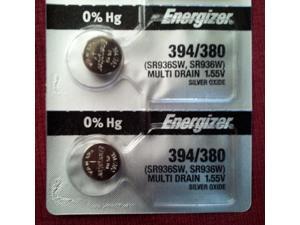 0% Hg
Energizer
394/380
(SR936SW, SR936W)
MULTI DRAIN 1.55V
SILVER OXIDE
0% Hg
Energizer
394/380
(SR936SW, SR936W)
MULTI DRAIN 1.55V
SILVER OXIDE